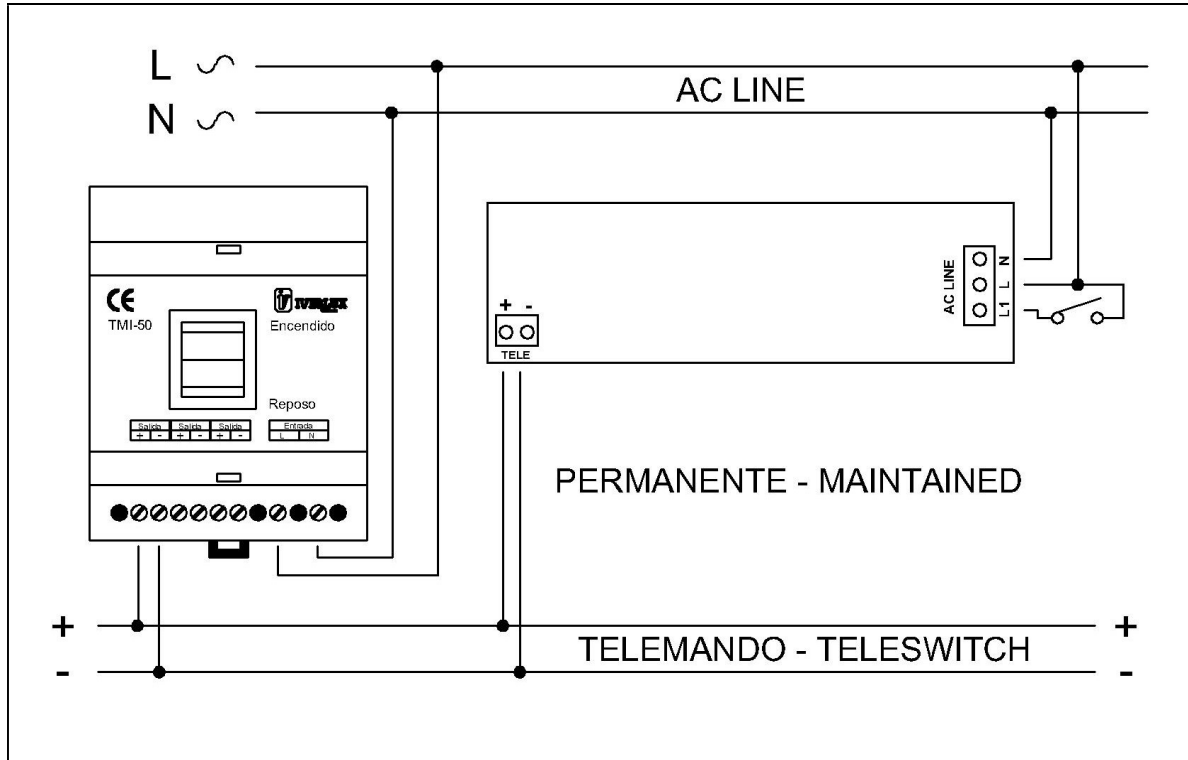 L
AC LINE
N
CE
IVERLUX
TMI-50
Encendido
Reposo
Salida Salida Salida Entrada
+ - + - + - L N
+ -
TELE
AC LINE
N
L
L1
PERMANENTE - MAINTAINED
+ +
TELEMANDO - TELESWITCH
- -